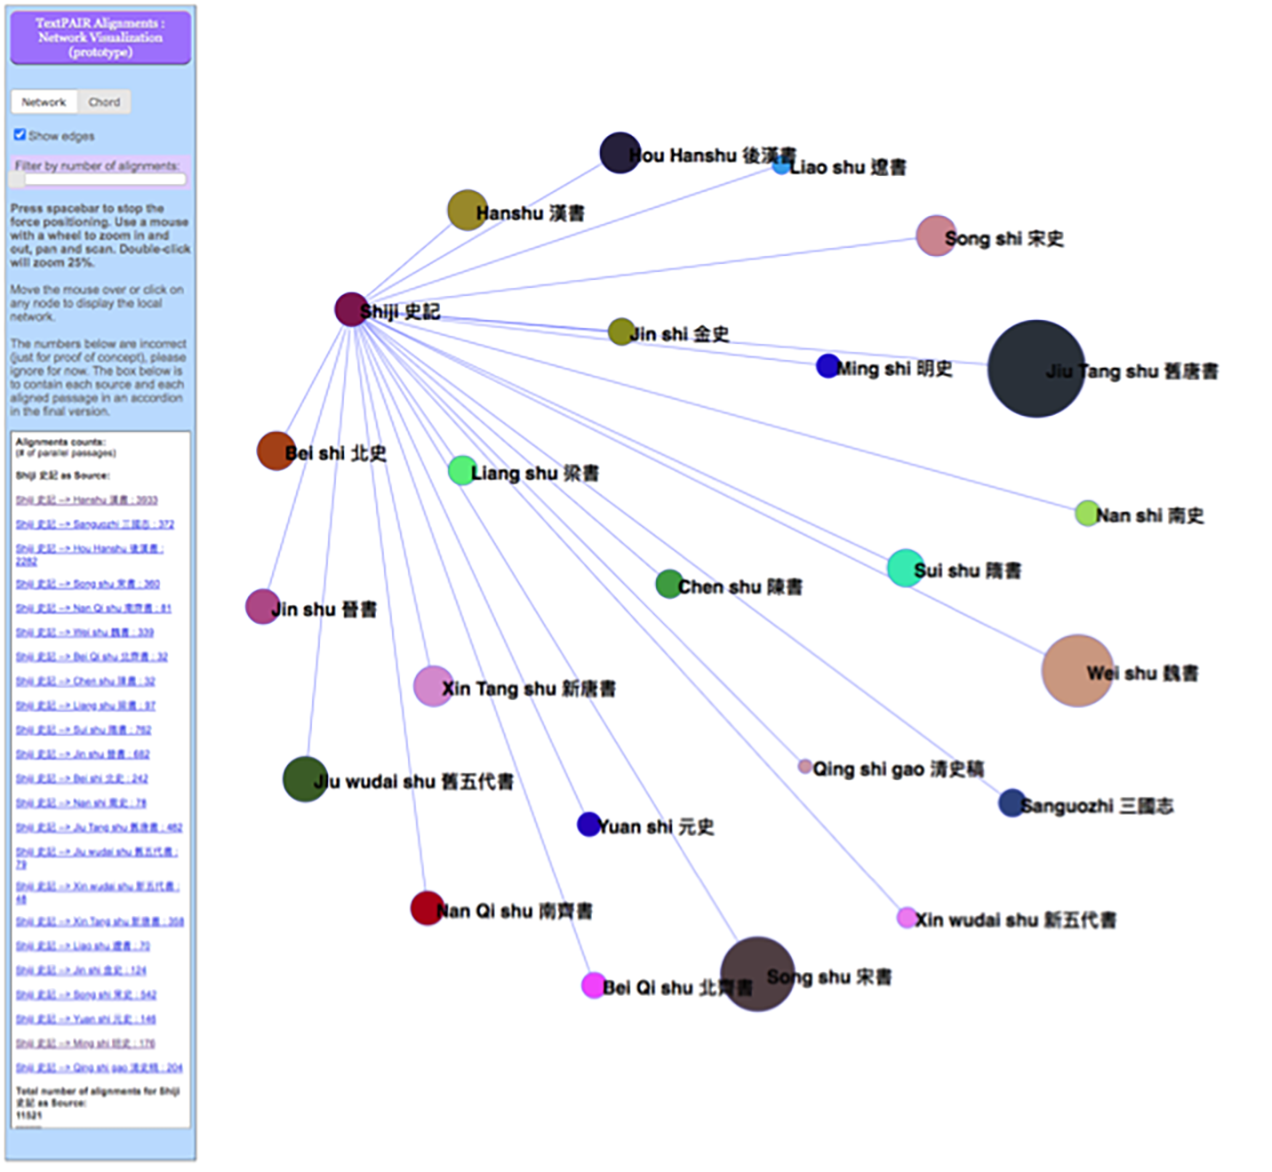 TextPAIR Alignments :
Network Visualization
(prototype)
Network
Chord
Show edges
Filter by number of alignments:
Press spacebar to stop the
force positioning. Use a mouse
with a wheel to zoom in and
out, pan and scan. Double-click
will zoom 25%.
Move the mouse over or click on
any node to display the local
network.
The numbers below are incorrect
(just for proof of concept), please
ignore for now. The box below is
to contain each source and each
aligned passage in an accordion
in the final version.
Alignments counts:
(# of parallel passages)
Shiji 史記 as Source:
Shiji 史記 --> Hanshu 漢書 : 3933
Shiji 史記 --> Sanguozhi 三國志 : 372
Shiji 史記 --> Hou Hanshu 後漢書 :
2282
Shiji 史記 --> Song shu 宋書 : 360
Shiji 史記 --> Nan Qi shu 南齊書 : 81
Shiji 史記 --> Wei shu 魏書 : 339
Shiji 史記 --> Bei Qi shu 北齊書 : 32
Shiji 史記 --> Chen shu 陳書 : 32
Shiji 史記 --> Liang shu 梁書 : 97
Shiji 史記 --> Sui shu 隋書 : 762
Shiji 史記 --> Jin shu 晉書 : 682
Shiji 史記 --> Bei shi 北史 : 242
Shiji 史記 --> Nan shi 南史 : 78
Shiji 史記 --> Jiu Tang shu 舊唐書 : 482
Shiji 史記 --> Jiu wudai shu 舊五代書 :
79
Shiji 史記 --> Xin wudai shu 新五代書 :
48
Shiji 史記 --> Xin Tang shu 新唐書 : 358
Shiji 史記 --> Liao shu 遼書 : 70
Shiji 史記 --> Jin shi 金史 : 124
Shiji 史記 --> Song shi 宋史 : 542
Shiji 史記 --> Yuan shi 元史 : 146
Shiji 史記 --> Ming shi 明史 : 176
Shiji 史記 --> Qing shi gao 清史稿 : 204
Total number of alignments for Shiji
史記 as Source:
11521
Hou Hanshu 後漢書
Liao shu 遼書
Hanshu 漢書
Song shi 宋史
Shiji 史記
Jin shi 金史
Ming shi 明史
Jiu Tang shu 舊唐書
Bei shi 北史
Liang shu 梁書
Nan shi 南史
Sui shu 隋書
Chen shu 陳書
Jin shu 晉書
Wei shu 魏書
Xin Tang shu 新唐書
Qing shi gao 清史稿
Jiu wudai shu 舊五代書
Sanguozhi 三國志
Yuan shi 元史
Nan Qi shu 南齊書
Xin wudai shu 新五代書
Song shu 宋書
Bei Qi shu 北齊書